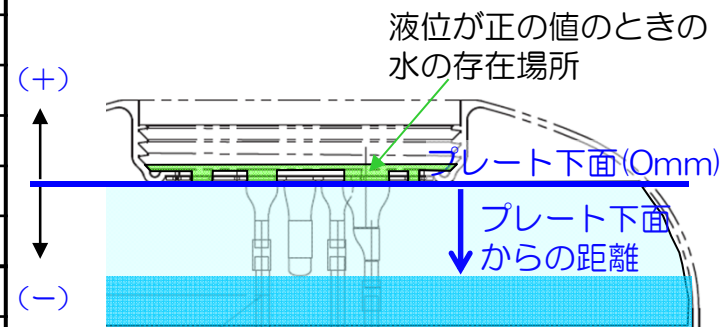 液位が正の値のときの
水の存在場所
(+)
プレート下面(0mm)
プレート下面
からの距離
(−)